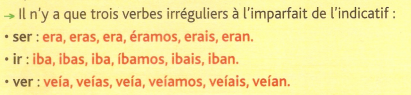 → Il n'y a que trois verbes irréguliers à l'imparfait de l'indicatif :
• ser : era, eras, era, éramos, erais, eran.
• ir : iba, ibas, iba, íbamos, ibais, iban.
• ver : veía, veías, veía, veíamos, veíais, veían.